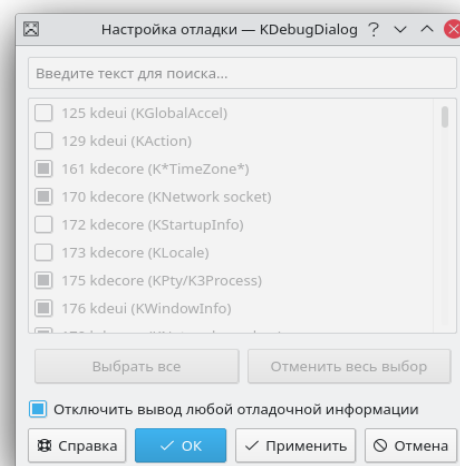 Настройка отладки — KDebugDialog
Введите текст для поиска...
125 kdeui (KGlobalAccel)
129 kdeui (KAction)
161 kdecore (K*TimeZone*)
170 kdecore (KNetwork socket)
172 kdecore (KStartupInfo)
173 kdecore (KLocale)
175 kdecore (KPty/K3Process)
176 kdeui (KWindowInfo)
Выбрать все Отменить весь выбор
Отключить вывод любой отладочной информации
Справка ОК Применить Отмена